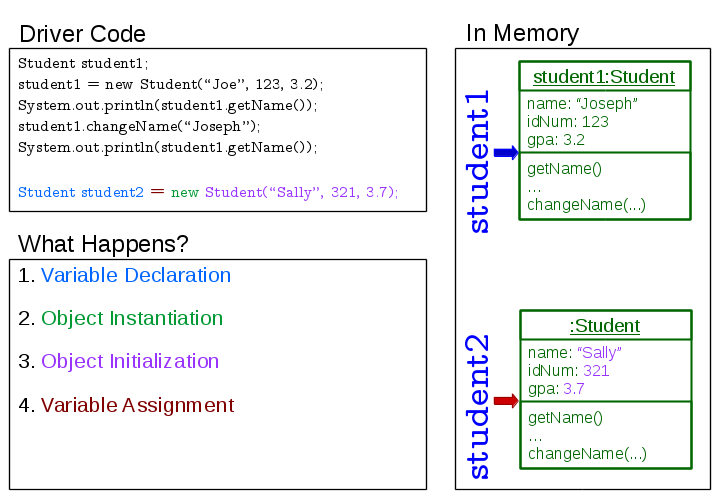 Driver Code
Student student1;
student1 = new Student(“Joe”, 123, 3.2);
System.out.println(student1.getName());
student1.changeName(“Joseph”);
System.out.println(student1.getName());
Student student2 = new Student(“Sally”, 321, 3.7);
What Happens?
1. Variable Declaration
2. Object Instantiation
3. Object Initialization
4. Variable Assignment
In Memory
student1
student1:Student
name: “Joseph”
idNum: 123
gpa: 3.2
getName()
...
changeName(...)
student2
:Student
name: “Sally”
idNum: 321
gpa: 3.7
getName()
...
changeName(...)